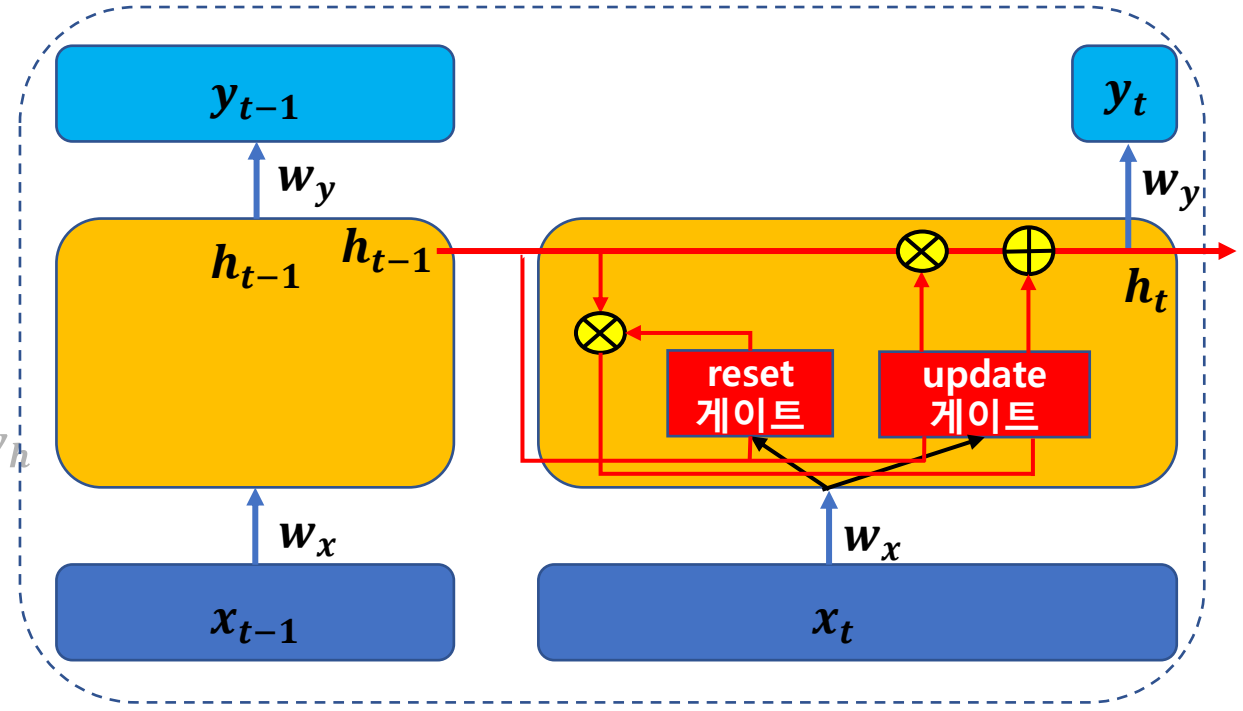 y_{t-1}
y_t
w_y
w_y
h_{t-1}
h_{t-1}
h_t
reset
게이트
update
게이트
w_x
w_x
x_{t-1}
x_t